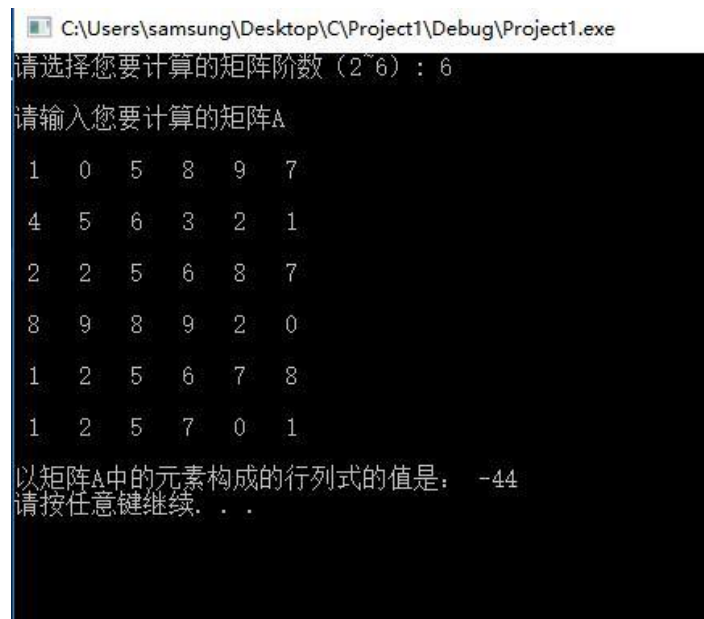 C:\Users\samsung\Desktop\C\Project1\Debug\Project1.exe
请选择您要计算的矩阵阶数（2~6）：6
请输入您要计算的矩阵A
1 0 5 8 9 7
4 5 6 3 2 1
2 2 5 6 8 7
8 9 8 9 2 0
1 2 5 6 7 8
1 2 5 7 0 1
以矩阵A中的元素构成的行列式的值是： -44
请按任意键继续. . .